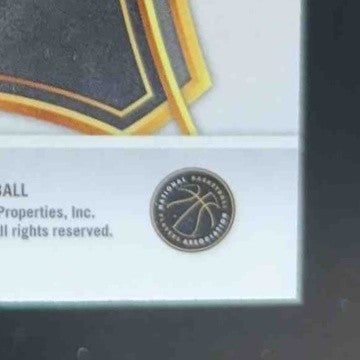 BALL
Properties, Inc.
ll rights reserved.
NATIONAL BASKETBALL
PLAYERS ASSOCIATION